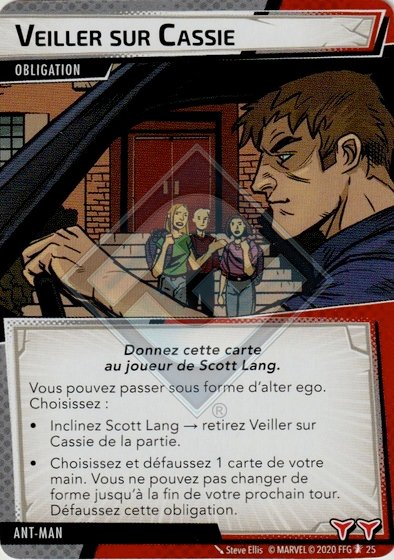 VEILLER SUR CASSIE
OBLIGATION
Donnez cette carte
au joueur de Scott Lang.
Vous pouvez passer sous forme d'alter ego.
Choisissez :
• Inclinez Scott Lang → retirez Veiller sur
Cassie de la partie.
• Choisissez et défaussez 1 carte de votre
main. Vous ne pouvez pas changer de
forme jusqu'à la fin de votre prochain tour.
Défaussez cette obligation.
ANT-MAN
Steve Ellis © MARVEL © 2020 FFG 25